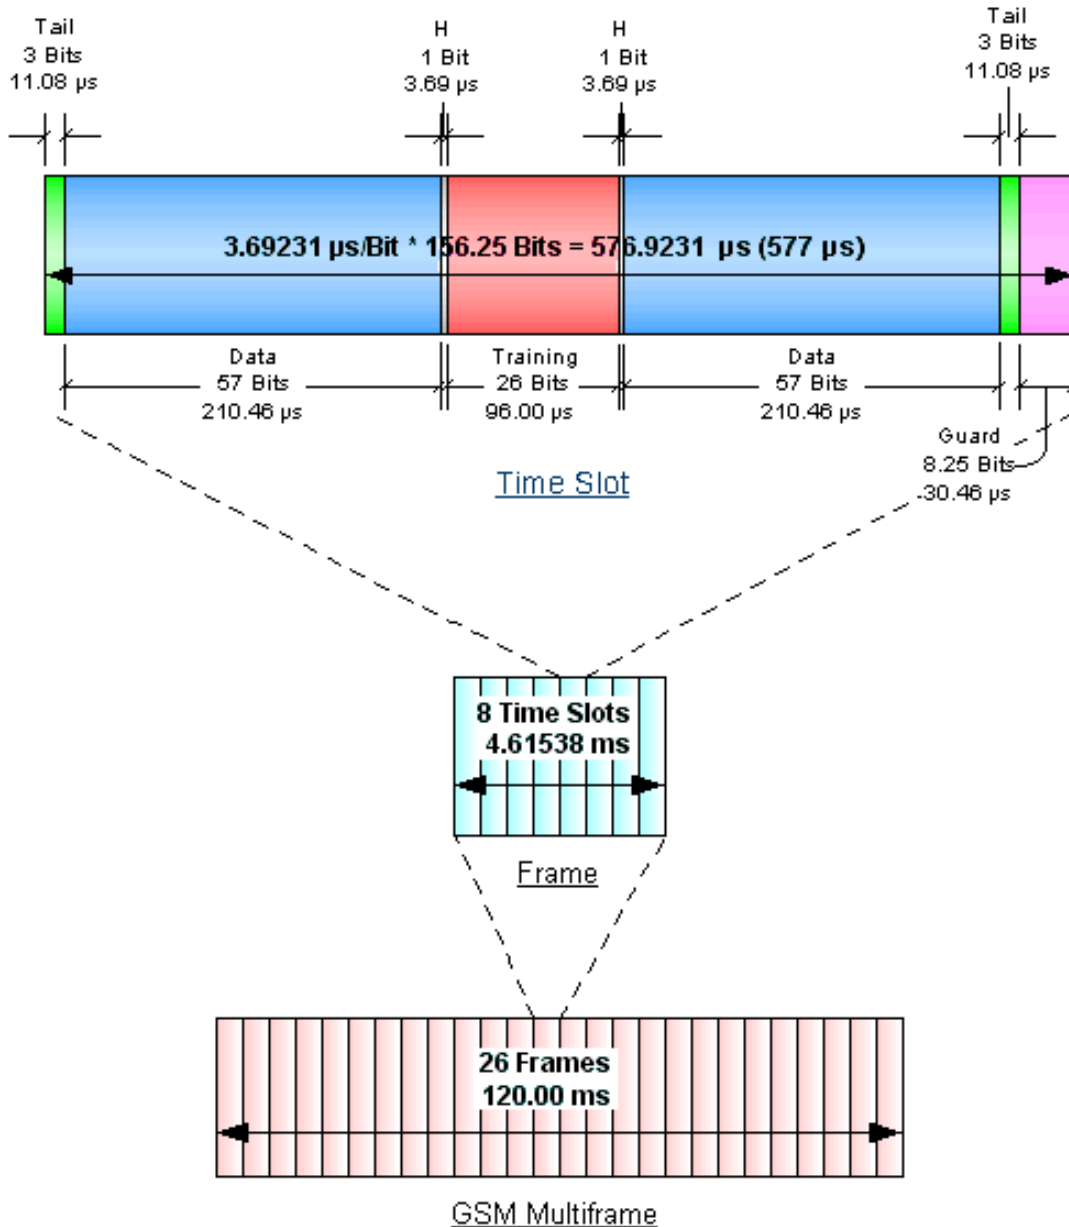 Tail
3 Bits
11.08 µs
H
1 Bit
3.69 µs
H
1 Bit
3.69 µs
Tail
3 Bits
11.08 µs
3.69231 µs/Bit * 156.25 Bits = 576.9231 µs (577 µs)
Data
57 Bits
210.46 µs
Training
26 Bits
96.00 µs
Data
57 Bits
210.46 µs
Guard
8.25 Bits
30.46 µs
Time Slot
8 Time Slots
4.61538 ms
Frame
26 Frames
120.00 ms
GSM Multiframe